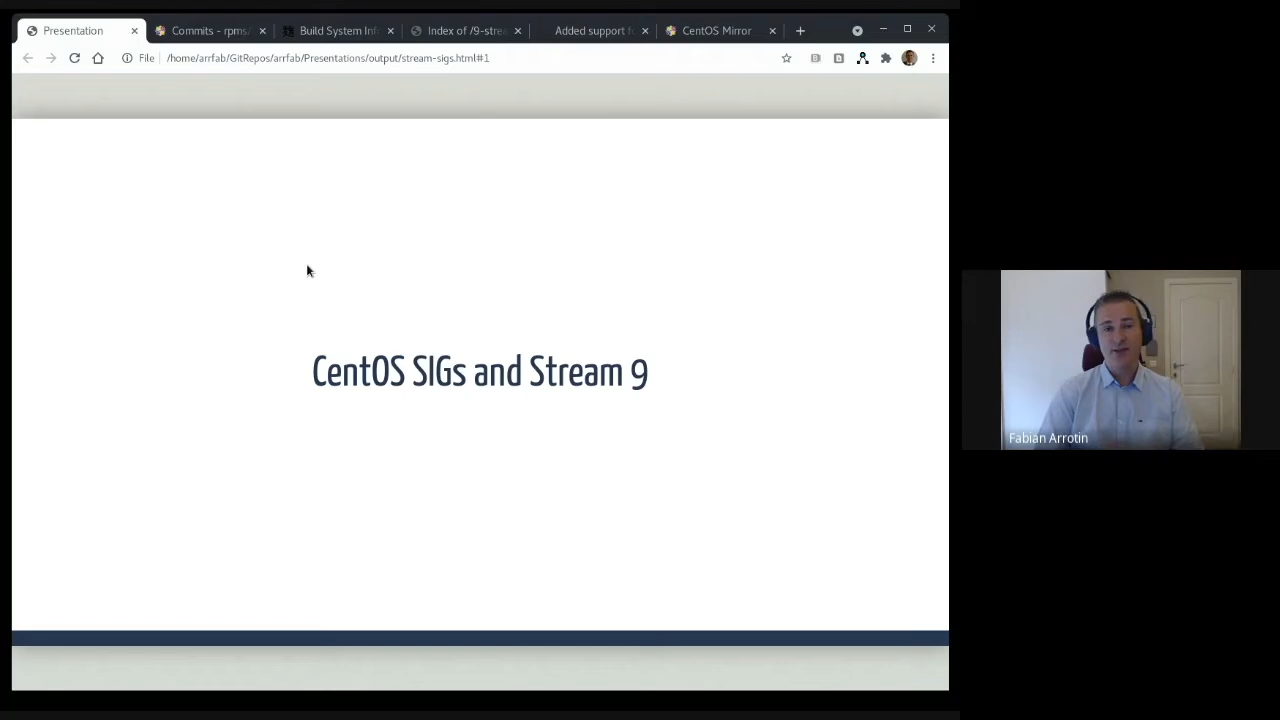 Presentation
Commits - rpms/
Build System Inf
Index of /9-strea
Added support fo
CentOS Mirror
File
/home/arrfab/GitRepos/arrfab/Presentations/output/stream-sigs.html#1
CentOS SIGs and Stream 9
Fabian Arrotin